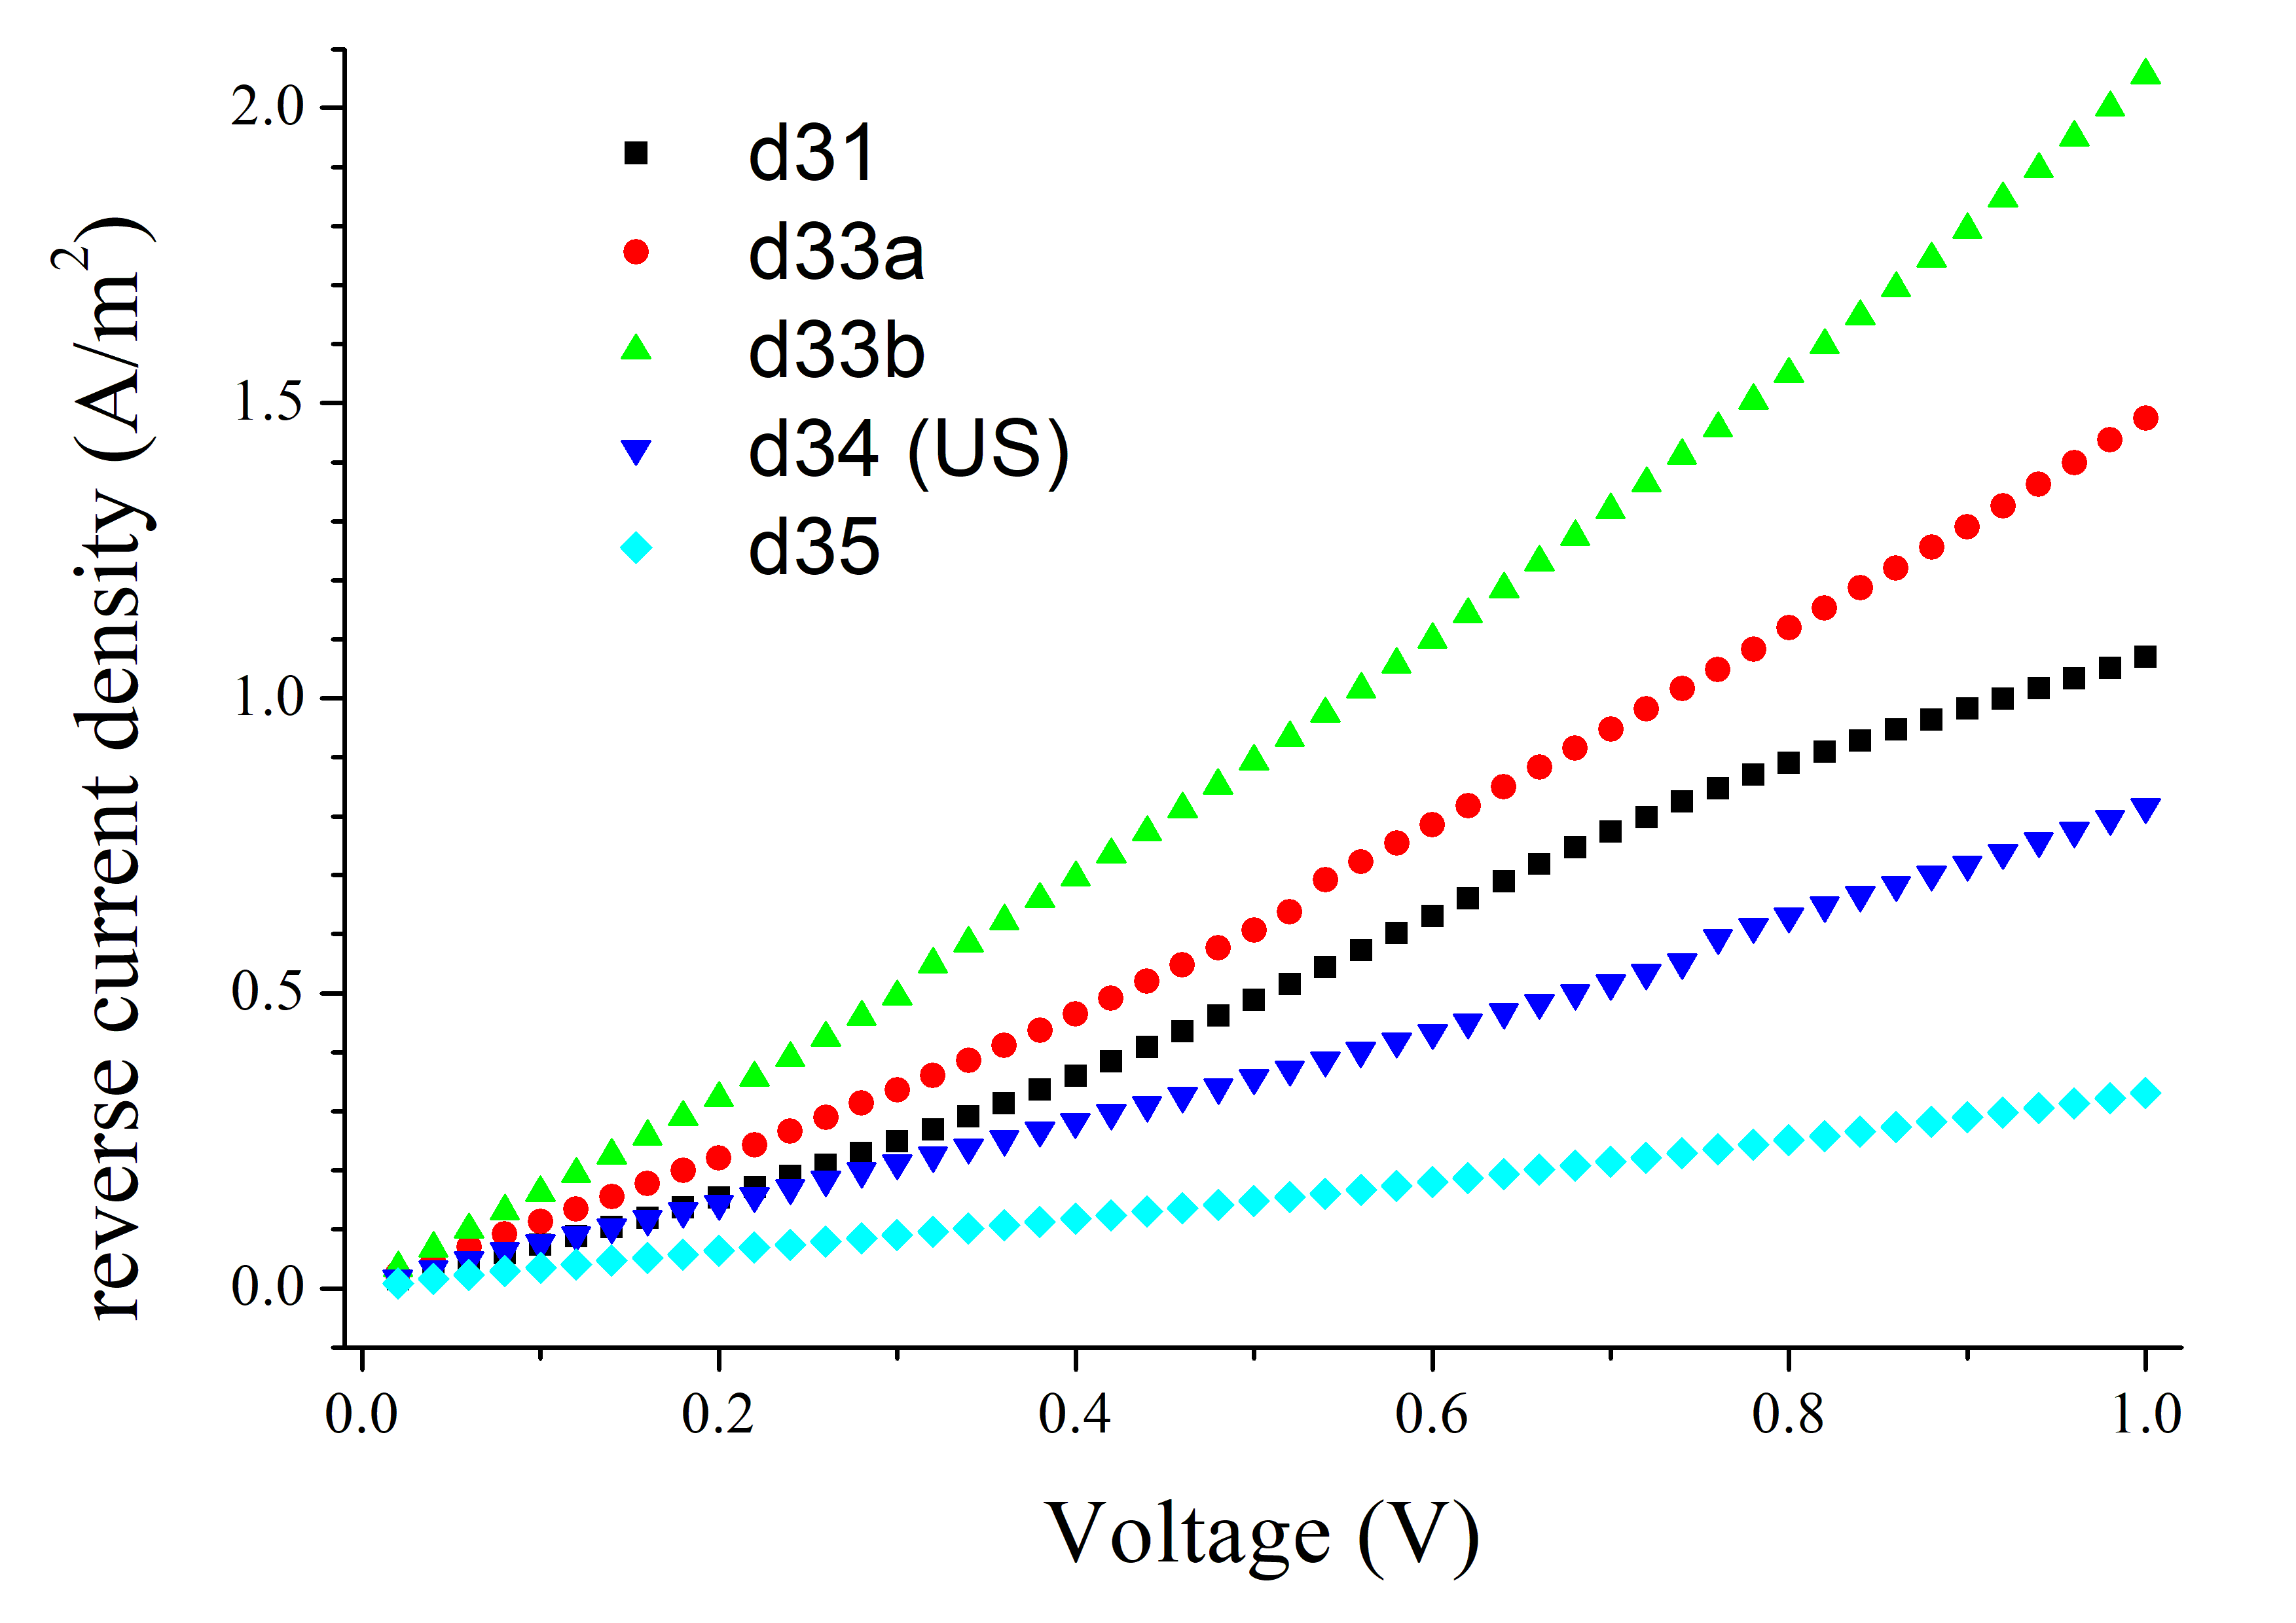 reverse current density (A/m²)
2.0
1.5
1.0
0.5
0.0
d31
d33a
d33b
d34 (US)
d35
0.0 0.2 0.4 0.6 0.8 1.0
Voltage (V)